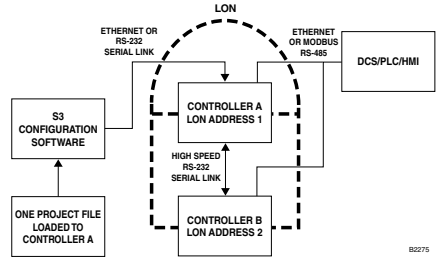 LON
ETHERNET OR
RS-232
SERIAL LINK
ETHERNET
OR MODBUS
RS-485
DCS/PLC/HMI
S3
CONFIGURATION
SOFTWARE
CONTROLLER A
LON ADDRESS 1
HIGH SPEED
RS-232
SERIAL LINK
ONE PROJECT FILE
LOADED TO
CONTROLLER A
CONTROLLER B
LON ADDRESS 2
B2275